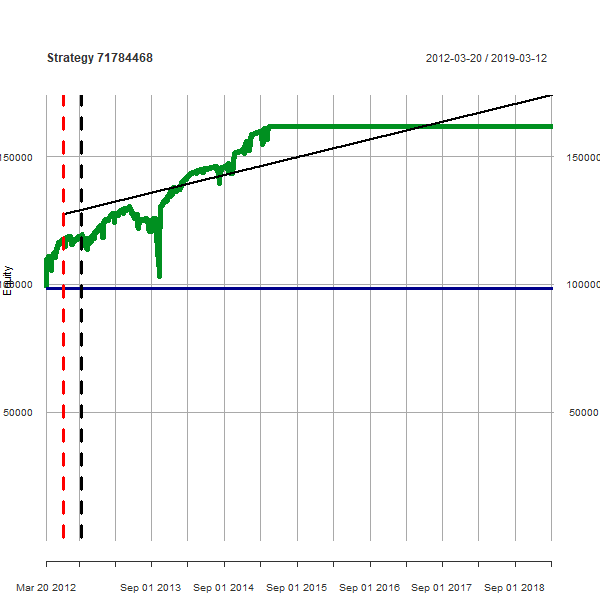 Strategy 71784468
2012-03-20 / 2019-03-12
150000
150000
Equity
100000
100000
50000
50000
Mar 20 2012
Sep 01 2013
Sep 01 2014
Sep 01 2015
Sep 01 2016
Sep 01 2017
Sep 01 2018